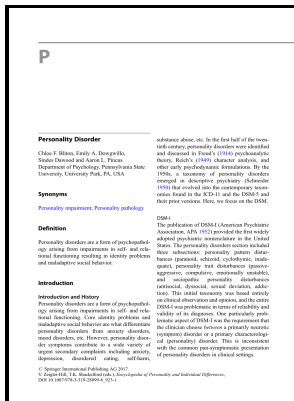 P
Personality Disorder
Chloe F. Bliton, Emily A. Dowgwillo,
Sindes Dawood and Aaron L. Pincus
Department of Psychology, Pennsylvania State
University, University Park, PA, USA
Synonyms
Personality impairment; Personality pathology
Definition
Personality disorders are a form of psychopathol-
ogy arising from impairments in self- and rela-
tional functioning resulting in identity problems
and maladaptive social behavior.
Introduction
Introduction and History
Personality disorders are a form of psychopathol-
ogy arising from impairments in self- and rela-
tional functioning. Core identity problems and
maladaptive social behavior are what differentiate
personality disorders from anxiety disorders,
mood disorders, etc. However, personality disor-
der symptoms contribute to a wide variety of
urgent secondary complaints including anxiety,
depression, disordered eating, self-harm,
substance abuse, etc. In the first half of the twen-
tieth century, personality disorders were identified
and discussed in Freud's (1914) psychoanalytic
theory, Reich's (1949) character analysis, and
other early psychodynamic formulations. By the
1950s, a taxonomy of personality disorders
emerged in descriptive psychiatry (Schneider
1950) that evolved into the contemporary taxon-
omies found in the ICD-11 and the DSM-5 and
their prior versions. Here, we focus on the DSM.
DSM-I
The publication of DSM-I (American Psychiatric
Association, APA 1952) provided the first widely
adopted psychiatric nomenclature in the United
States. The personality disorders section included
three subsections: personality pattern distur-
bances (paranoid, schizoid, cyclothymic, inade-
quate), personality trait disturbances (passive-
aggressive, compulsive, emotionally unstable),
and sociopathic personality disturbances
(antisocial, dyssocial, sexual deviation, addic-
tion). This initial taxonomy was based entirely
on clinical observation and opinion, and the entire
DSM-I was problematic in terms of reliability and
validity of its diagnoses. One particularly prob-
lematic aspect of DSM-I was the requirement that
the clinician choose between a primarily neurotic
(symptom) disorder or a primary characterologi-
cal (personality) disorder. This is inconsistent
with the common pan-symptomatic presentation
of personality disorders in clinical settings.
© Springer International Publishing AG 2017
V. Zeigler-Hill, T.K. Shackelford (eds.), Encyclopedia of Personality and Individual Differences,
DOI 10.1007/978-3-319-28099-8_923-1